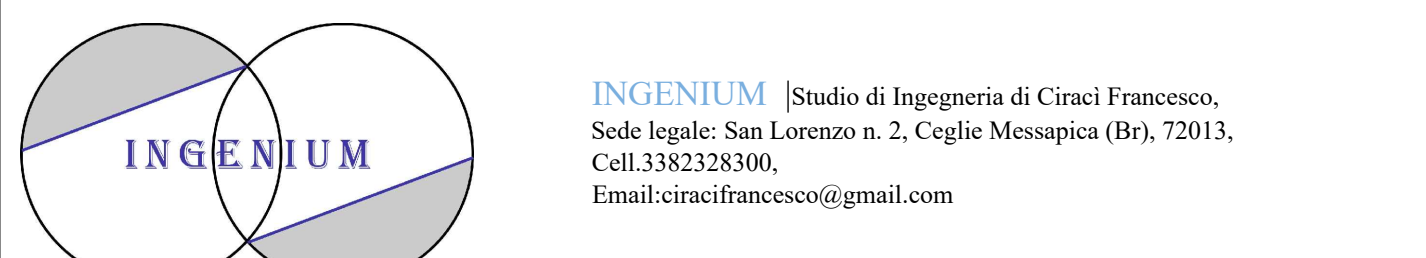 INGENIUM
INGENIUM |Studio di Ingegneria di Ciracì Francesco,
Sede legale: San Lorenzo n. 2, Ceglie Messapica (Br), 72013,
Cell.3382328300,
Email:ciracifrancesco@gmail.com